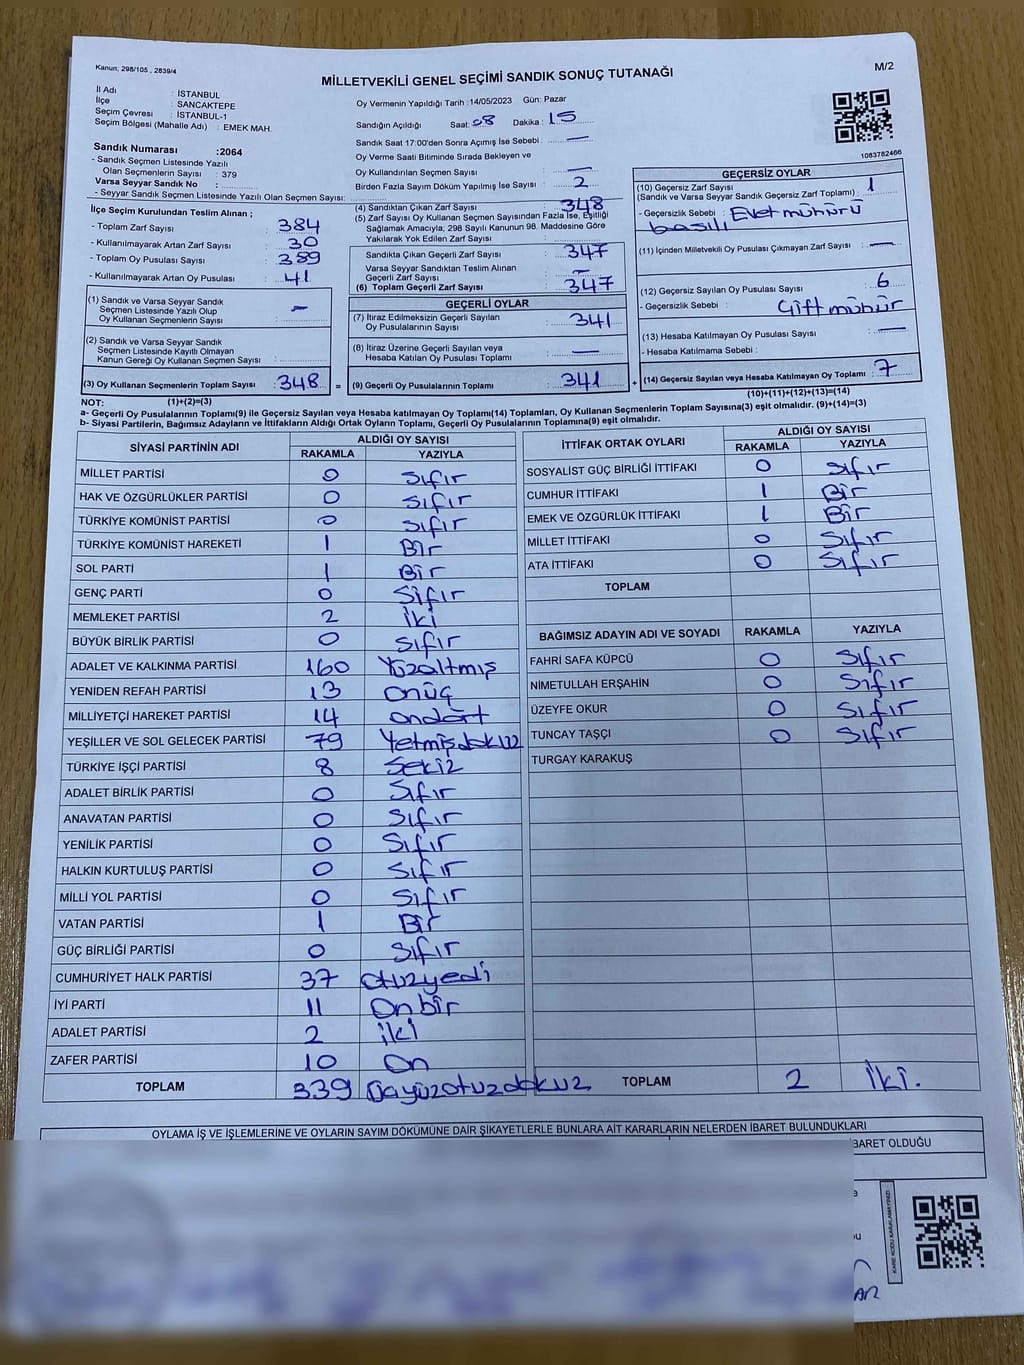 Kanun; 298/105 , 2839/4
MİLLETVEKİLİ GENEL SEÇİMİ SANDIK SONUÇ TUTANAĞI
M/2
İl Adı : İSTANBUL
İlçe : SANCAKTEPE
Seçim Çevresi : İSTANBUL-1
Seçim Bölgesi (Mahalle Adı) : EMEK MAH.
Sandık Numarası :2064
- Sandık Seçmen Listesinde Yazılı
Olan Seçmenlerin Sayısı : 379
Varsa Seyyar Sandık No :
- Seyyar Sandık Seçmen Listesinde Yazılı Olan Seçmen Sayısı:
Oy Vermenin Yapıldığı Tarih :14/05/2023 Gün: Pazar
Sandığın Açıldığı Saat: 08 Dakika : 15
Sandık Saat 17:00'den Sonra Açımış İse Sebebi : —
Oy Verme Saati Bitiminde Sırada Bekleyen ve
Oy Kullandırılan Seçmen Sayısı : —
Birden Fazla Sayım Döküm Yapılmış İse Sayısı : 2
1083782466
İlçe Seçim Kurulundan Teslim Alınan ;
- Toplam Zarf Sayısı : 384
- Kullanılmayarak Artan Zarf Sayısı : 30
- Toplam Oy Pusulası Sayısı : 389
- Kullanılmayarak Artan Oy Pusulası : 41
(4) Sandıktan Çıkan Zarf Sayısı : 348
(5) Zarf Sayısı Oy Kullanan Seçmen Sayısından Fazla İse, Eşitliği
Sağlamak Amacıyla; 298 Sayılı Kanunun 98. Maddesine Göre
Yakılarak Yok Edilen Zarf Sayısı :
Sandıkta Çıkan Geçerli Zarf Sayısı : 347
Varsa Seyyar Sandıktan Teslim Alınan
Geçerli Zarf Sayısı : —
(6) Toplam Geçerli Zarf Sayısı : 347
GEÇERSİZ OYLAR
(10) Geçersiz Zarf Sayısı
(Sandık ve Varsa Seyyar Sandık Geçersiz Zarf Toplamı) : 1
- Geçersizlik Sebebi : Evet mühürü
basılı
(11) İçinden Milletvekili Oy Pusulası Çıkmayan Zarf Sayısı : —
(12) Geçersiz Sayılan Oy Pusulası Sayısı : 6
- Geçersizlik Sebebi : Çift mühür
(13) Hesaba Katılmayan Oy Pusulası Sayısı : —
- Hesaba Katılmama Sebebi :
(14) Geçersiz Sayılan veya Hesaba Katılmayan Oy Toplamı : 7
(10)+(11)+(12)+(13)=(14)
(1) Sandık ve Varsa Seyyar Sandık
Seçmen Listesinde Yazılı Olup
Oy Kullanan Seçmenlerin Sayısı : —
(2) Sandık ve Varsa Seyyar Sandık
Seçmen Listesinde Kayıtlı Olmayan
Kanun Gereği Oy Kullanan Seçmen Sayısı :
(3) Oy Kullanan Seçmenlerin Toplam Sayısı : 348 =
(1)+(2)=(3)
GEÇERLİ OYLAR
(7) İtiraz Edilmeksizin Geçerli Sayılan
Oy Pusulalarının Sayısı : 341
(8) İtiraz Üzerine Geçerli Sayılan veya
Hesaba Katılan Oy Pusulası Toplamı : —
(9) Geçerli Oy Pusulalarının Toplamı : 341 +
NOT:
a- Geçerli Oy Pusulalarının Toplamı(9) ile Geçersiz Sayılan veya Hesaba katılmayan Oy Toplamı(14) Toplamları, Oy Kullanan Seçmenlerin Toplam Sayısına(3) eşit olmalıdır. (9)+(14)=(3)
b- Siyasi Partilerin, Bağımsız Adayların ve İttifakların Aldığı Ortak Oyların Toplamı, Geçerli Oy Pusulalarının Toplamına(9) eşit olmalıdır.
SİYASİ PARTİNİN ADI ALDIĞI OY SAYISI
RAKAMLA YAZIYLA
MİLLET PARTİSİ 0 Sıfır
HAK VE ÖZGÜRLÜKLER PARTİSİ 0 Sıfır
TÜRKİYE KOMÜNİST PARTİSİ 0 Sıfır
TÜRKİYE KOMÜNİST HAREKETİ 1 Bir
SOL PARTİ 1 Bir
GENÇ PARTİ 0 Sıfır
MEMLEKET PARTİSİ 2 İki
BÜYÜK BİRLİK PARTİSİ 0 Sıfır
ADALET VE KALKINMA PARTİSİ 160 Yüzaltmış
YENİDEN REFAH PARTİSİ 13 onüç
MİLLİYETÇİ HAREKET PARTİSİ 14 ondört
YEŞİLLER VE SOL GELECEK PARTİSİ 79 Yetmişdokuz
TÜRKİYE İŞÇİ PARTİSİ 8 Sekiz
ADALET BİRLİK PARTİSİ 0 Sıfır
ANAVATAN PARTİSİ 0 Sıfır
YENİLİK PARTİSİ 0 Sıfır
HALKIN KURTULUŞ PARTİSİ 0 Sıfır
MİLLİ YOL PARTİSİ 0 Sıfır
VATAN PARTİSİ 1 Bir
GÜÇ BİRLİĞİ PARTİSİ 0 Sıfır
CUMHURİYET HALK PARTİSİ 37 otuzyedi
İYİ PARTİ 11 Onbir
ADALET PARTİSİ 2 iki
ZAFER PARTİSİ 10 On
TOPLAM 339 Üçyüzotuzdokuz
İTTİFAK ORTAK OYLARI ALDIĞI OY SAYISI
RAKAMLA YAZIYLA
SOSYALİST GÜÇ BİRLİĞİ İTTİFAKI 0 Sıfır
CUMHUR İTTİFAKI 1 Bir
EMEK VE ÖZGÜRLÜK İTTİFAKI 1 Bir
MİLLET İTTİFAKI 0 Sıfır
ATA İTTİFAKI 0 Sıfır
TOPLAM
BAĞIMSIZ ADAYIN ADI VE SOYADI RAKAMLA YAZIYLA
FAHRİ SAFA KÜPCÜ 0 Sıfır
NİMETULLAH ERŞAHİN 0 Sıfır
ÜZEYFE OKUR 0 Sıfır
TUNCAY TAŞÇI 0 Sıfır
TURGAY KARAKUŞ
TOPLAM 2 İki.
OYLAMA İŞ VE İŞLEMLERİNE VE OYLARIN SAYIM DÖKÜMÜNE DAİR ŞİKAYETLERLE BUNLARA AİT KARARLARIN NELERDEN İBARET BULUNDUKLARI
BARET OLDUĞU
KARE KODU KARALAMAYINIZ!